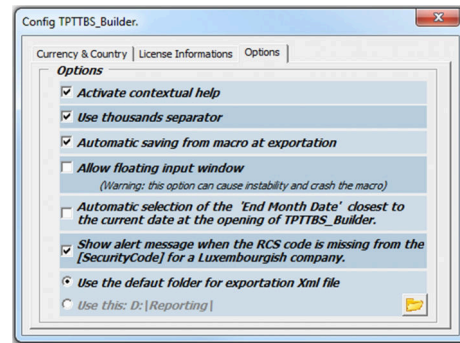 Config TPTTBS_Builder.
Currency & Country
License Informations
Options
Options
Activate contextual help
Use thousands separator
Automatic saving from macro at exportation
Allow floating input window
(Warning: this option can cause instability and crash the macro)
Automatic selection of the 'End Month Date' closest to
the current date at the opening of TPTTBS_Builder.
Show alert message when the RCS code is missing from the
[SecurityCode] for a Luxembourgish company.
Use the defaut folder for exportation Xml file
Use this: D:|Reporting|